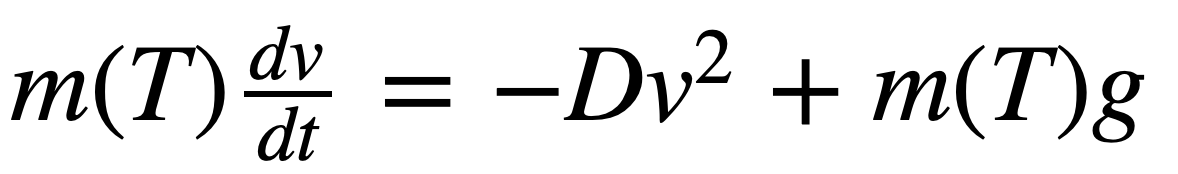 m(T) dv/dt = −Dv² + m(T)g